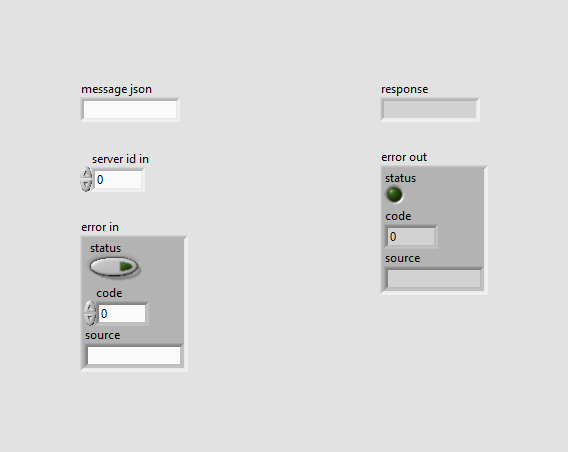 message json
server id in
0
error in
status
code
0
source
response
error out
status
code
0
source